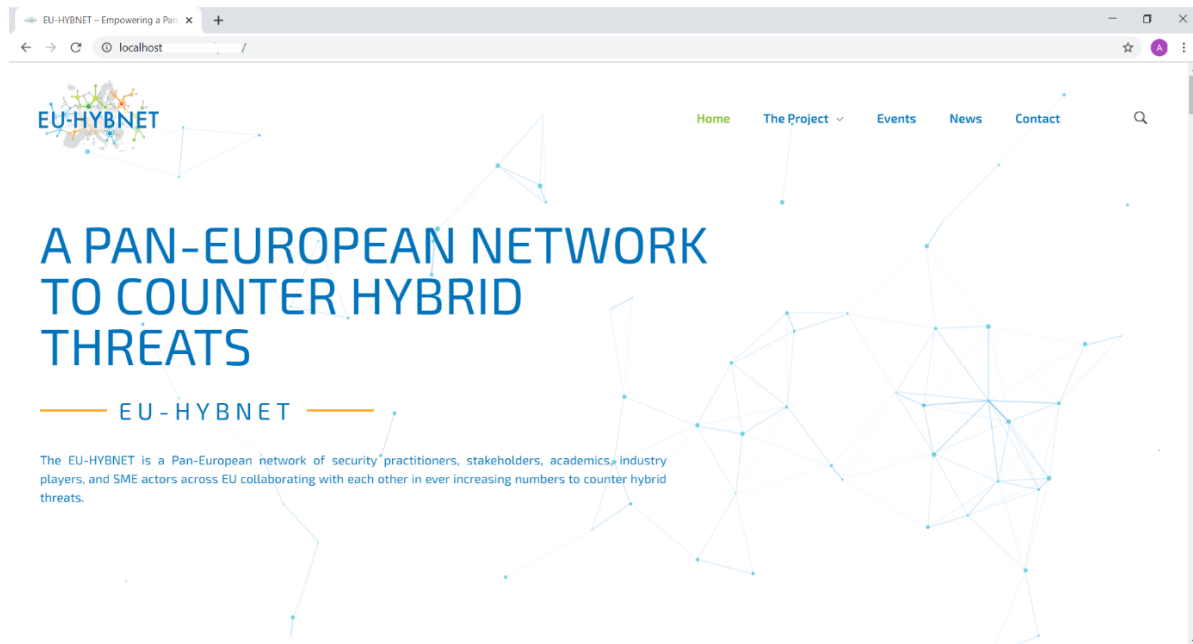 EU-HYBNET – Empowering a Pan
localhost /
A
EU-HYBNET
Home The Project Events News Contact
A PAN-EUROPEAN NETWORK
TO COUNTER HYBRID
THREATS
EU-HYBNET
The EU-HYBNET is a Pan-European network of security practitioners, stakeholders, academics, industry
players, and SME actors across EU collaborating with each other in ever increasing numbers to counter hybrid
threats.